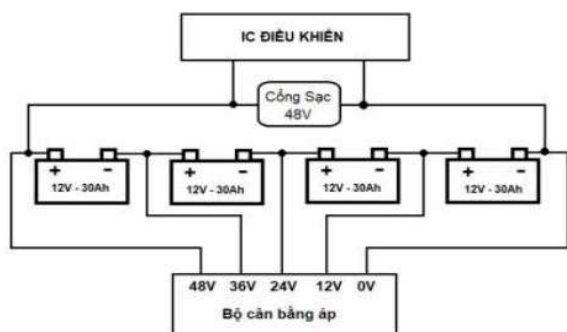 IC ĐIỀU KHIỂN
Cổng Sạc
48V
+ - + - + - + -
12V - 30Ah 12V - 30Ah 12V - 30Ah 12V - 30Ah
48V 36V 24V 12V 0V
Bộ cân bằng áp